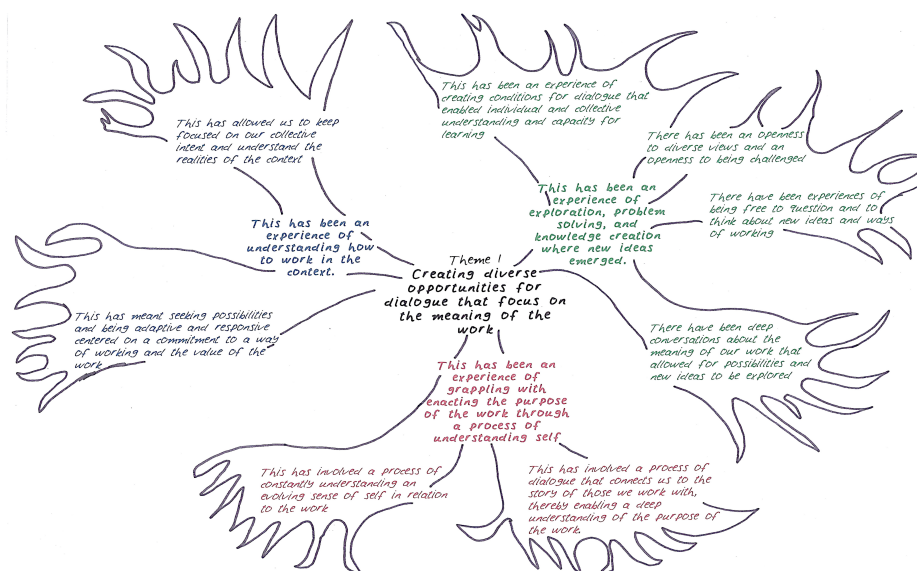 Theme 1
Creating diverse
opportunities for
dialogue that focus on
the meaning of the
work
This has been an
experience of
understanding how
to work in the
context.
This has allowed us to keep
focused on our collective
intent and understand the
realities of the context
This has meant seeking possibilities
and being adaptive and responsive
centered on a commitment to a way
of working and the value of the
work
This has been an
experience of
exploration, problem
solving, and
knowledge creation
where new ideas
emerged.
This has been an experience of
creating conditions for dialogue that
enabled individual and collective
understanding and capacity for
learning
There has been an openness
to diverse views and an
openness to being challenged
There have been experiences of
being free to question and to
think about new ideas and ways
of working
There have been deep
conversations about the
meaning of our work that
allowed for possibilities and
new ideas to be explored
This has been an
experience of
grappling with
enacting the purpose
of the work through
a process of
understanding self
This has involved a process of
constantly understanding an
evolving sense of self in relation
to the work
This has involved a process of
dialogue that connects us to the
story of those we work with,
thereby enabling a deep
understanding of the purpose of
the work.